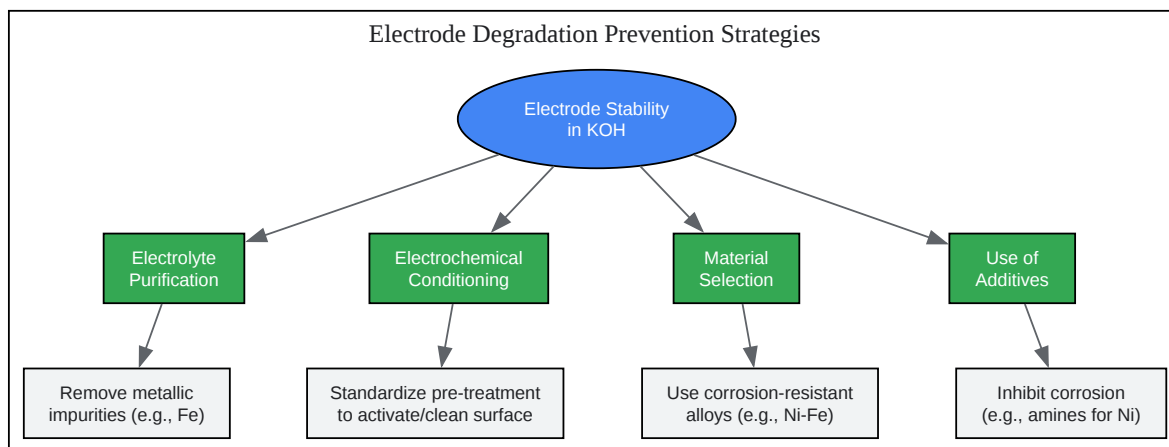 Electrode Degradation Prevention Strategies
Electrode Stability
in KOH
Electrolyte
Purification
Electrochemical
Conditioning
Material
Selection
Use of
Additives
Remove metallic
impurities (e.g., Fe)
Standardize pre-treatment
to activate/clean surface
Use corrosion-resistant
alloys (e.g., Ni-Fe)
Inhibit corrosion
(e.g., amines for Ni)